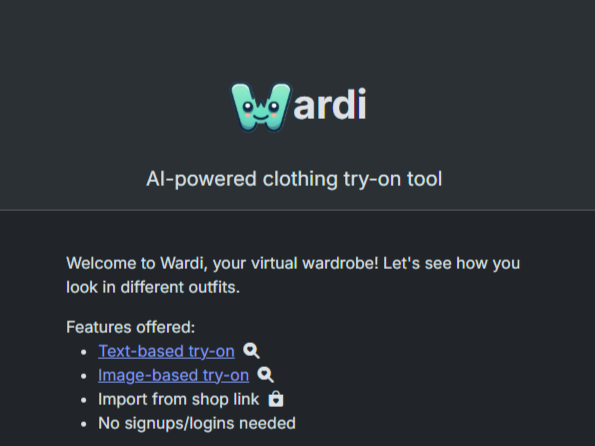 Wardi
AI-powered clothing try-on tool
Welcome to Wardi, your virtual wardrobe! Let's see how you
look in different outfits.
Features offered:
• Text-based try-on
• Image-based try-on
• Import from shop link
• No signups/logins needed